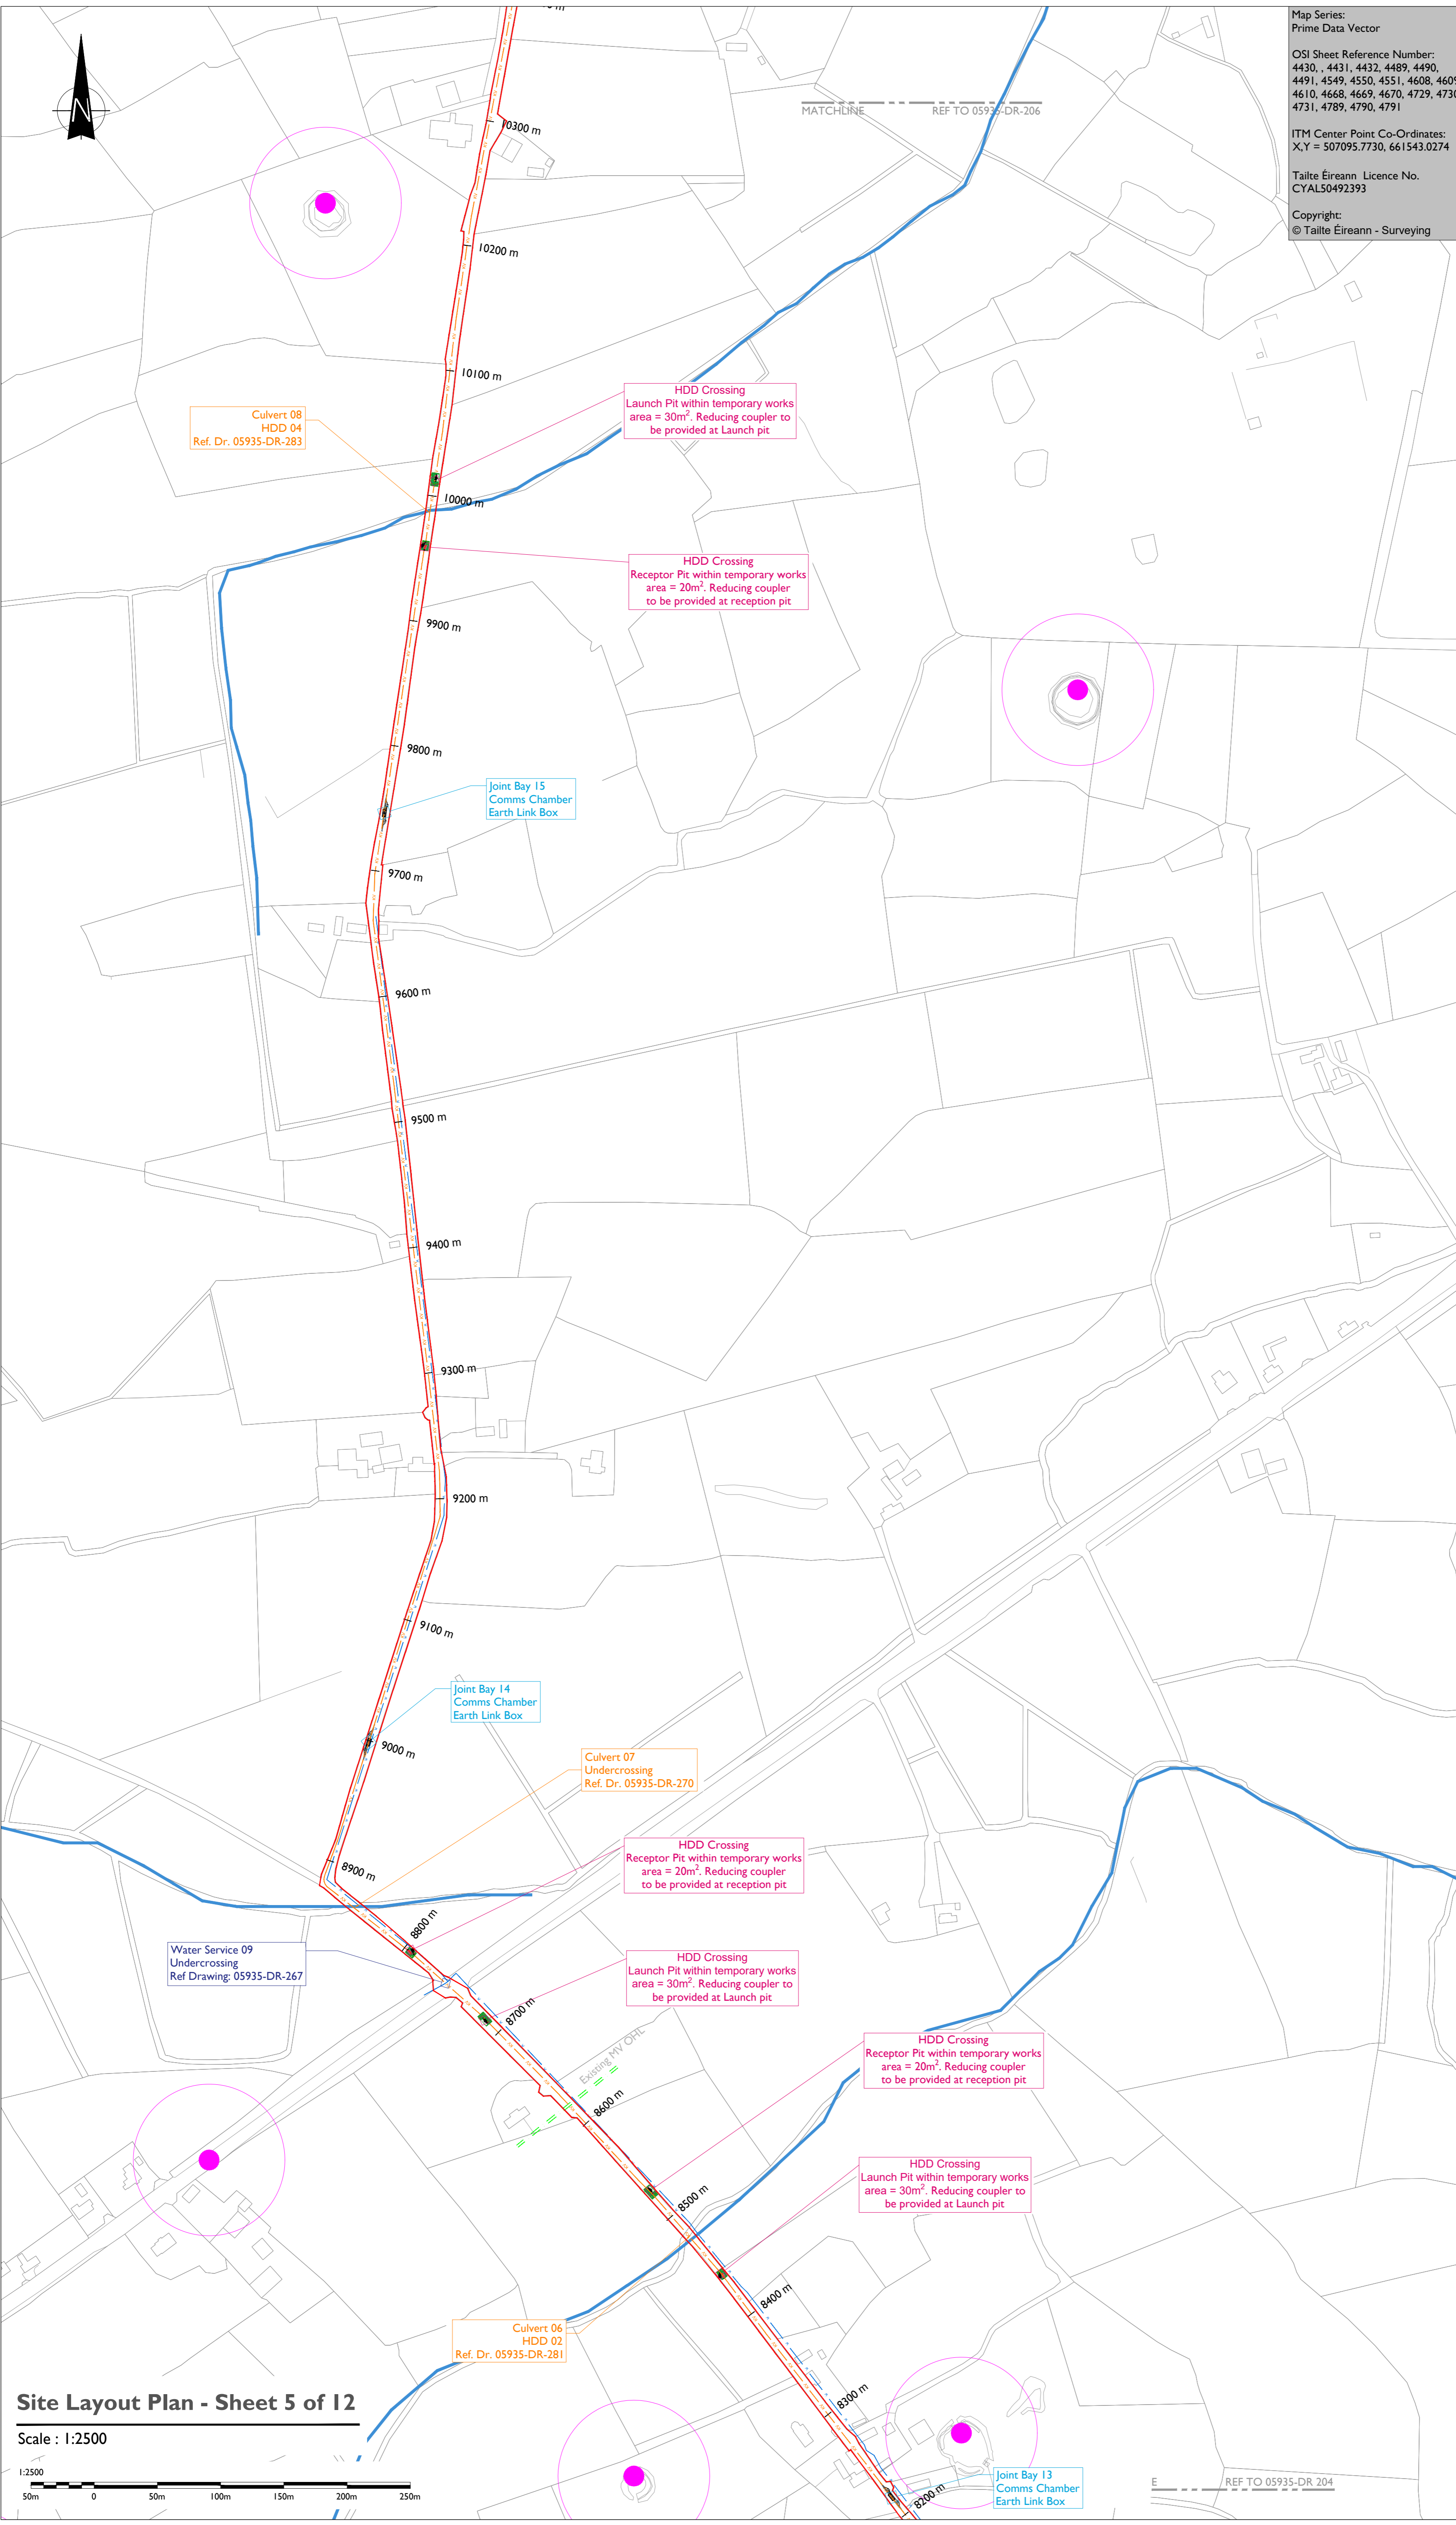 Map Series:
Prime Data Vector
OSI Sheet Reference Number:
4430, , 4431, 4432, 4489, 4490,
4491, 4549, 4550, 4551, 4608,
4610, 4668, 4669, 4670, 4729,
4731, 4789, 4790, 4791
ITM Center Point Co-Ordinates:
X,Y = 507095.7730, 661543.0274
Tailte Éireann Licence No.
CYAL50492393
Copyright:
© Tailte Éireann - Surveying
N
MATCHLINE REF TO 05935-DR-206
10300 m
10200 m
10100 m
HDD Crossing
Launch Pit within temporary works
area = 30m². Reducing coupler to
be provided at Launch pit
Culvert 08
HDD 04
Ref. Dr. 05935-DR-283
10000 m
HDD Crossing
Receptor Pit within temporary works
area = 20m². Reducing coupler
to be provided at reception pit
9900 m
9800 m
Joint Bay 15
Comms Chamber
Earth Link Box
9700 m
9600 m
9500 m
9400 m
9300 m
9200 m
9100 m
Joint Bay 14
Comms Chamber
Earth Link Box
9000 m
Culvert 07
Undercrossing
Ref. Dr. 05935-DR-270
HDD Crossing
Receptor Pit within temporary works
area = 20m². Reducing coupler
to be provided at reception pit
8900 m
8800 m
Water Service 09
Undercrossing
Ref Drawing: 05935-DR-267
HDD Crossing
Launch Pit within temporary works
area = 30m². Reducing coupler to
be provided at Launch pit
8700 m
Existing MV OHL
HDD Crossing
Receptor Pit within temporary works
area = 20m². Reducing coupler
to be provided at reception pit
8600 m
HDD Crossing
Launch Pit within temporary works
area = 30m². Reducing coupler to
be provided at Launch pit
8500 m
8400 m
Culvert 06
HDD 02
Ref. Dr. 05935-DR-281
8300 m
Joint Bay 13
Comms Chamber
Earth Link Box
8200 m
E REF TO 05935-DR 204
Site Layout Plan - Sheet 5 of 12
Scale : 1:2500
1:2500
50m 0 50m 100m 150m 200m 250m